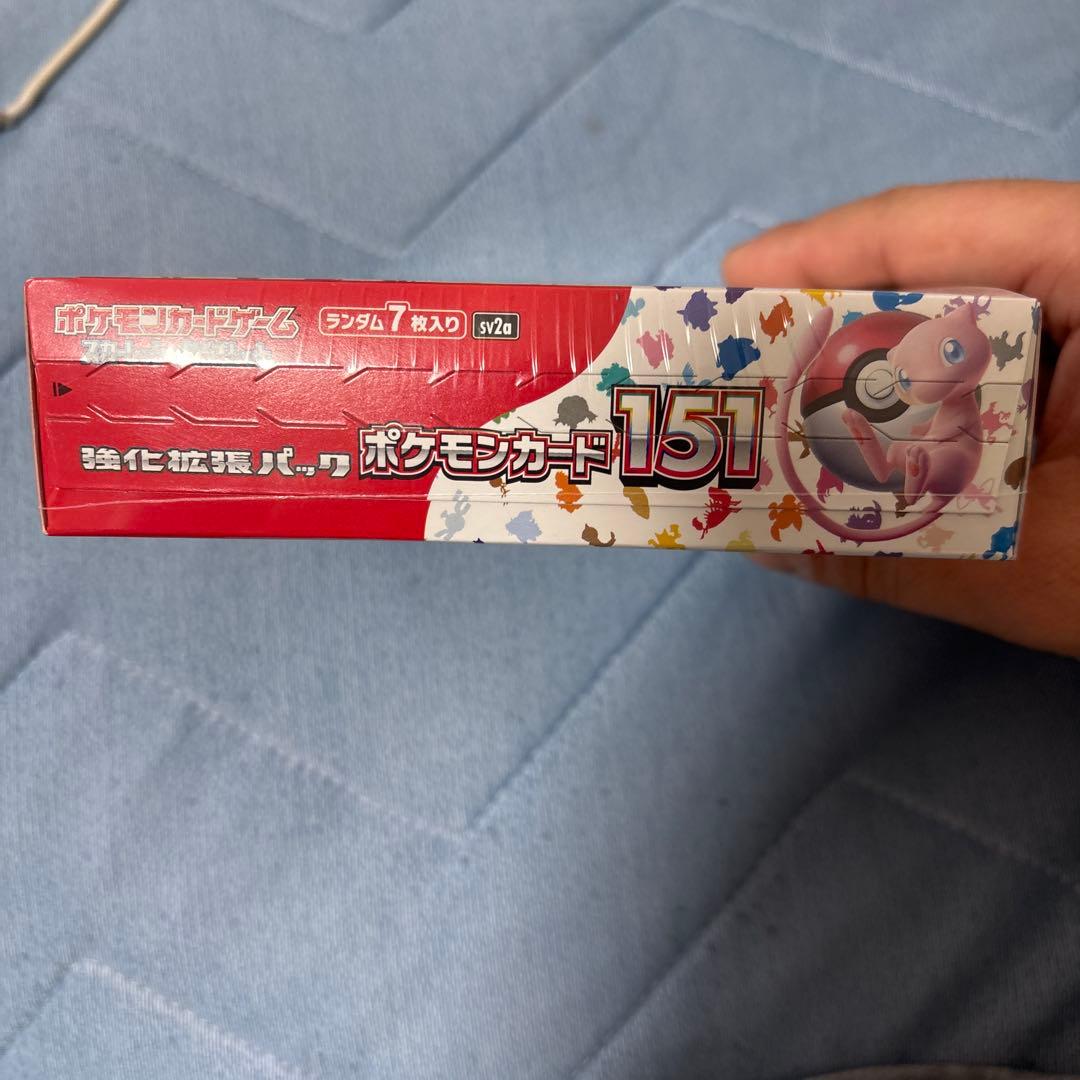 ポケモンカードゲーム
ランダム7枚入り
sv2a
強化拡張パック
ポケモンカード151